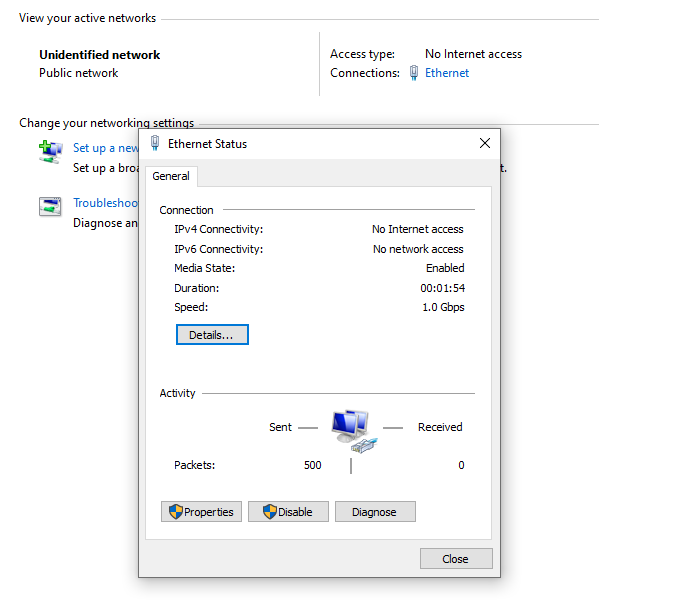 View your active networks
Unidentified network
Public network
Access type: No Internet access
Connections: Ethernet
Change your networking settings
Set up a new
Set up a broa
t.
Troubleshoo
Diagnose an
Ethernet Status
General
Connection
IPv4 Connectivity: No Internet access
IPv6 Connectivity: No network access
Media State: Enabled
Duration: 00:01:54
Speed: 1.0 Gbps
Details...
Activity
Sent Received
Packets: 500 0
Properties Disable Diagnose
Close